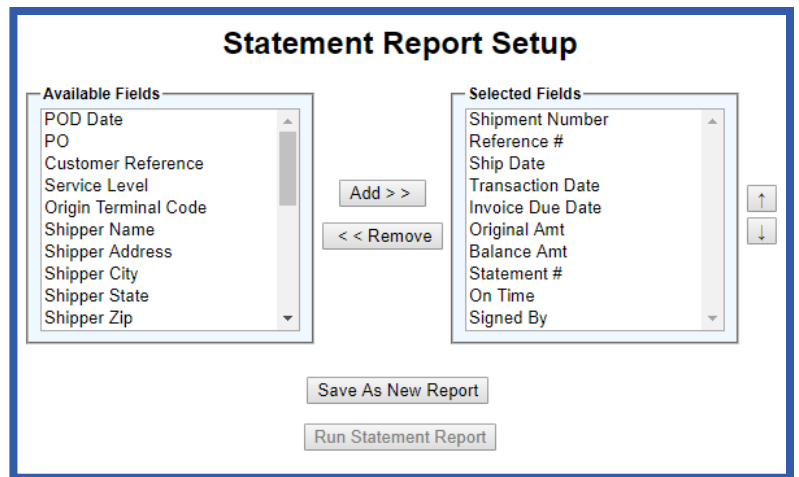 Statement Report Setup
Available Fields
POD Date
PO
Customer Reference
Service Level
Origin Terminal Code
Shipper Name
Shipper Address
Shipper City
Shipper State
Shipper Zip
Add > >
< < Remove
Selected Fields
Shipment Number
Reference #
Ship Date
Transaction Date
Invoice Due Date
Original Amt
Balance Amt
Statement #
On Time
Signed By
↑
↓
Save As New Report
Run Statement Report